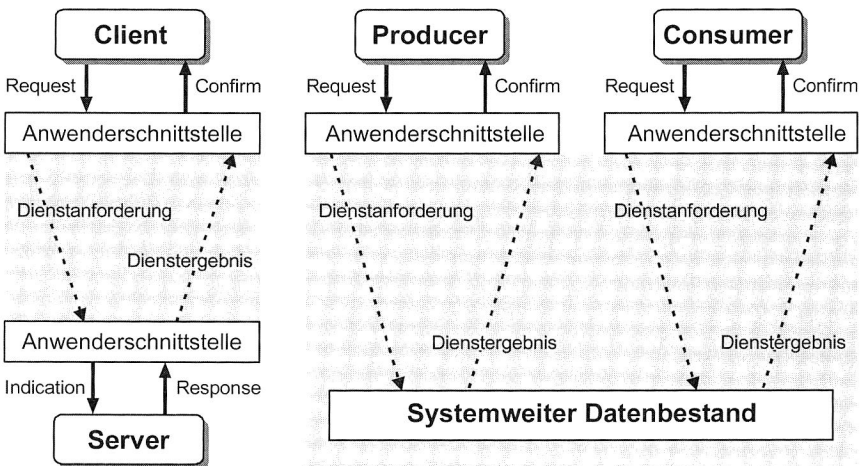 Client
Request
Confirm
Anwenderschnittstelle
Dienstanforderung
Dienstergebnis
Anwenderschnittstelle
Indication
Response
Server
Producer
Request
Confirm
Anwenderschnittstelle
Dienstanforderung
Dienstergebnis
Consumer
Request
Confirm
Anwenderschnittstelle
Dienstanforderung
Dienstergebnis
Systemweiter Datenbestand